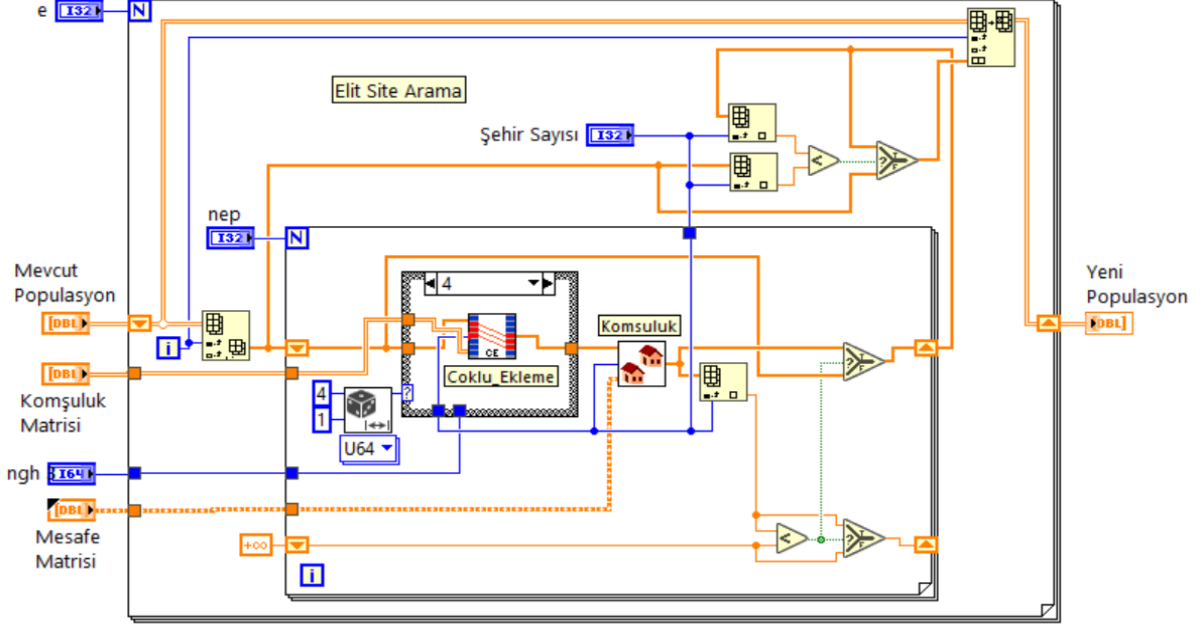 e
I32
N
Elit Site Arama
Şehir Sayısı
I32
<
?
T
F
nep
I32
N
Mevcut
Populasyon
[DBL]
i
4
CE
Coklu_Ekleme
Komsuluk
?
T
F
Yeni
Populasyon
DBL]
[DBL]
Komşuluk
Matrisi
4
1
?
U64
ngh
I64
[DBL]
Mesafe
Matrisi
+∞
<
?
T
F
i